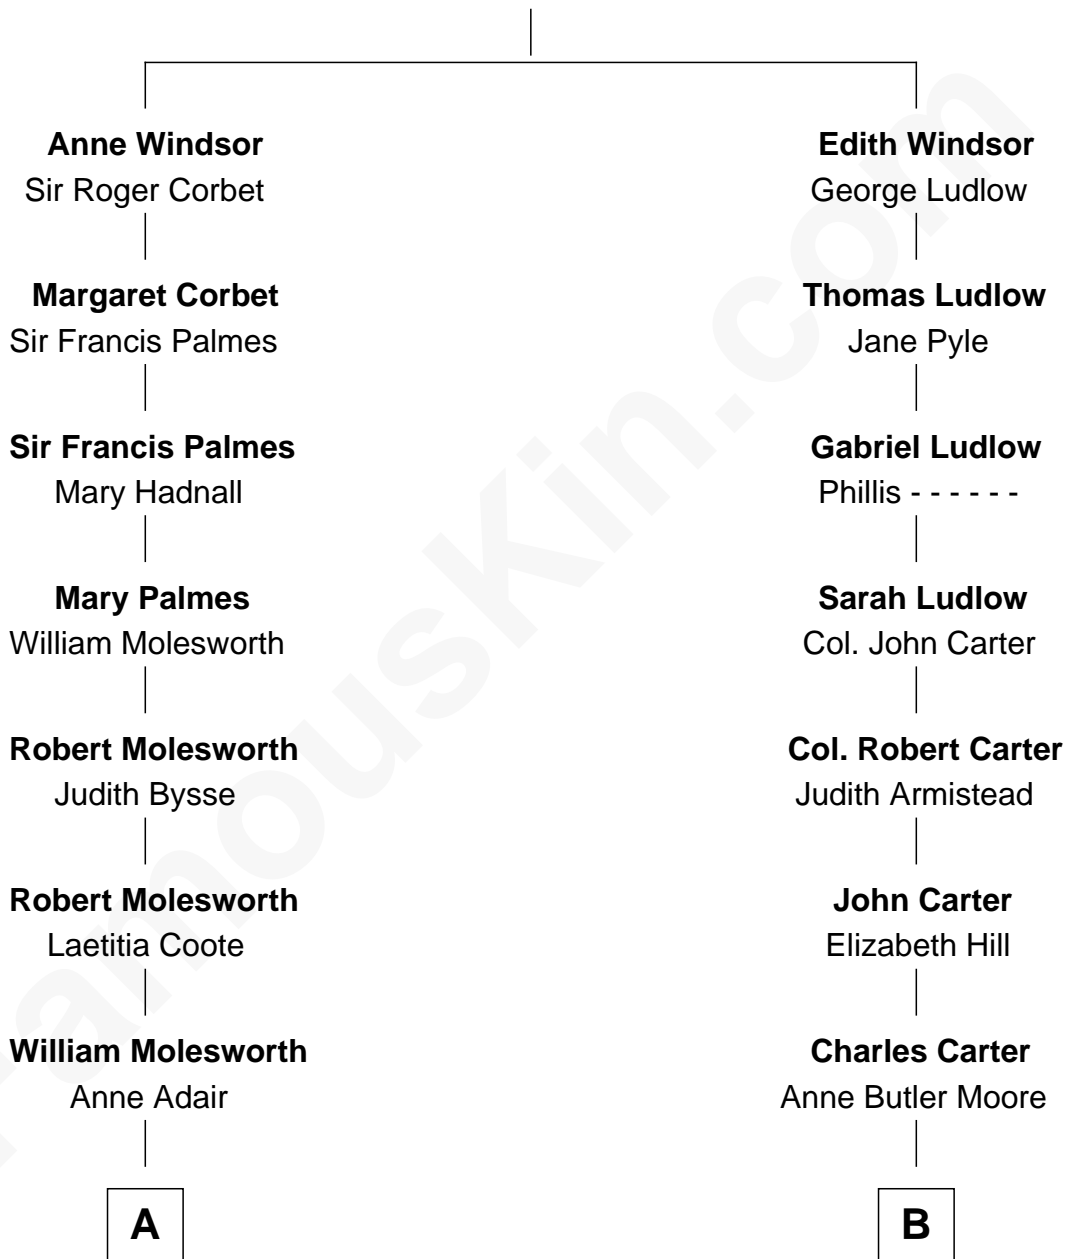 Anne Windsor
Sir Roger Corbet
Margaret Corbet
Sir Francis Palmes
Sir Francis Palmes
Mary Hadnall
Mary Palmes
William Molesworth
Robert Molesworth
Judith Bysse
Robert Molesworth
Laetitia Coote
William Molesworth
Anne Adair
A
Edith Windsor
George Ludlow
Thomas Ludlow
Jane Pyle
Gabriel Ludlow
Phillis - - - - - -
Sarah Ludlow
Col. John Carter
Col. Robert Carter
Judith Armistead
John Carter
Elizabeth Hill
Charles Carter
Anne Butler Moore
B
FamousKin.com